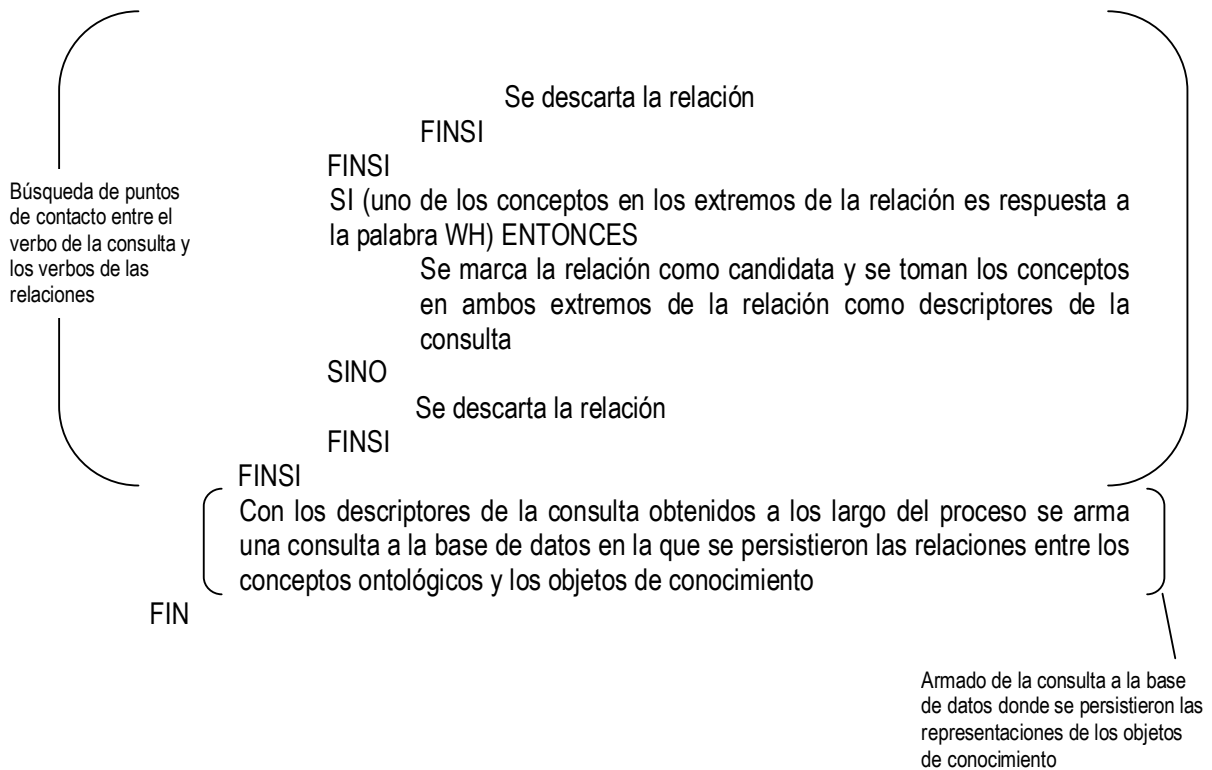 Se descarta la relación
FINSI
FINSI
Búsqueda de puntos
de contacto entre el
verbo de la consulta y
los verbos de las
relaciones
SI (uno de los conceptos en los extremos de la relación es respuesta a
la palabra WH) ENTONCES
Se marca la relación como candidata y se toman los conceptos
en ambos extremos de la relación como descriptores de la
consulta
SINO
Se descarta la relación
FINSI
FINSI
Con los descriptores de la consulta obtenidos a los largo del proceso se arma
una consulta a la base de datos en la que se persistieron las relaciones entre los
conceptos ontológicos y los objetos de conocimiento
FIN
Armado de la consulta a la base
de datos donde se persistieron las
representaciones de los objetos
de conocimiento